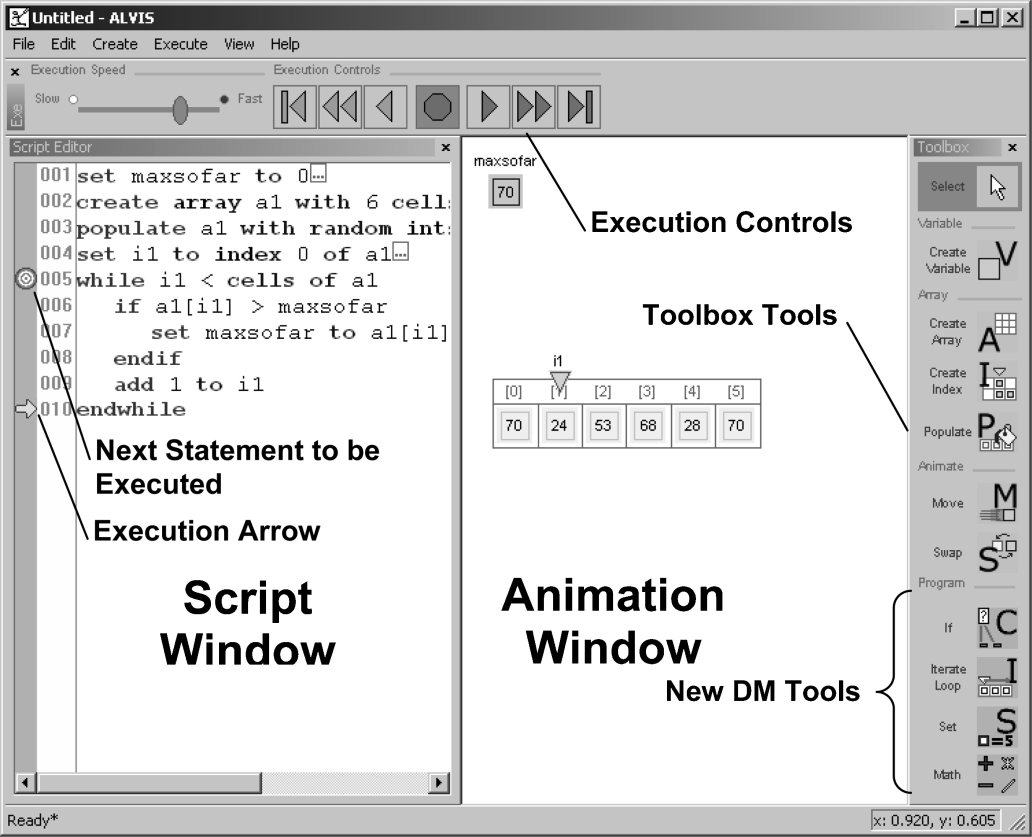 Untitled - ALVIS
File Edit Create Execute View Help
Execution Speed
Execution Controls
Exe
Slow
Fast
Script Editor
001 set maxsofar to 0...
002 create array a1 with 6 cell:
003 populate a1 with random int:
004 set i1 to index 0 of a1...
005 while i1 < cells of a1
006 if a1[i1] > maxsofar
007 set maxsofar to a1[i1]
008 endif
009 add 1 to i1
010 endwhile
Next Statement to be
Executed
Execution Arrow
Script
Window
maxsofar
70
Execution Controls
Toolbox Tools
i1
[0] [1] [2] [3] [4] [5]
70 24 53 68 28 70
Animation
Window
New DM Tools
Toolbox
Select
Variable
Create
Variable
V
Array
Create
Array
A
Create
Index
I
Populate
P
Animate
Move
M
Swap
S
Program
If
? C
Iterate
Loop
I
Set
S
=5
Math
Ready*
x: 0.920, y: 0.605